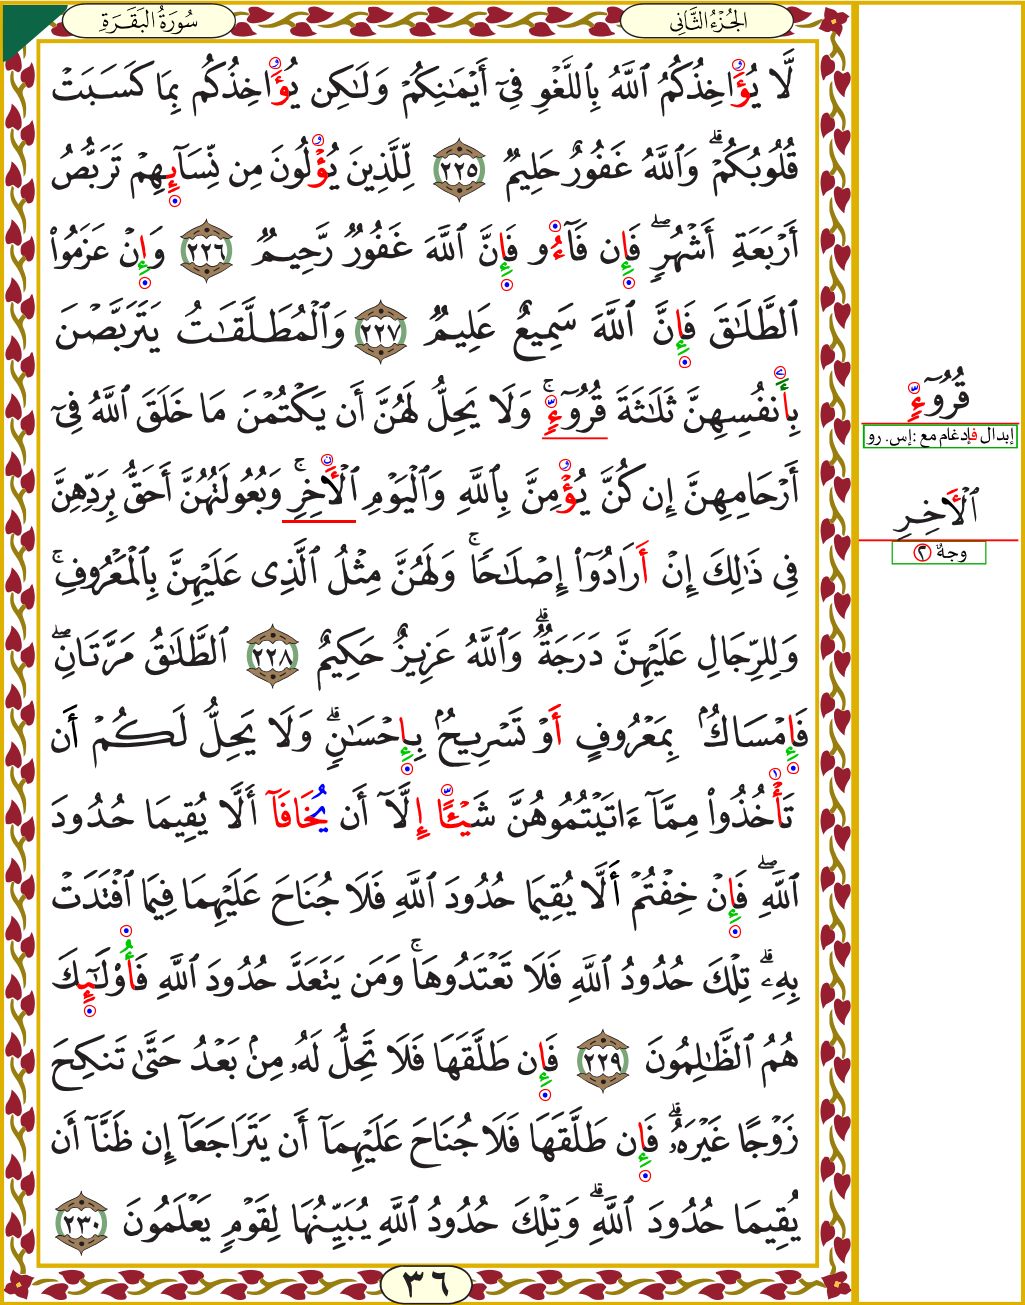 الجُزْءُ الثَّانِى
سُورَةُ البَقَرَةِ
لَّا يُؤَاخِذُكُمُ ٱللَّهُ بِٱللَّغْوِ فِىٓ أَيْمَـٰنِكُمْ وَلَـٰكِن يُؤَاخِذُكُم بِمَا كَسَبَتْ
قُلُوبُكُمْ ۗ وَٱللَّهُ غَفُورٌ حَلِيمٌ ٢٢٥ لِّلَّذِينَ يُؤْلُونَ مِن نِّسَآئِهِمْ تَرَبُّصُ
أَرْبَعَةِ أَشْهُرٍ ۖ فَإِن فَآءُو فَإِنَّ ٱللَّهَ غَفُورٌ رَّحِيمٌ ٢٢٦ وَإِنْ عَزَمُوا۟
ٱلطَّلَـٰقَ فَإِنَّ ٱللَّهَ سَمِيعٌ عَلِيمٌ ٢٢٧ وَٱلْمُطَلَّقَـٰتُ يَتَرَبَّصْنَ
بِأَنفُسِهِنَّ ثَلَـٰثَةَ قُرُوٓءٍ ۚ وَلَا يَحِلُّ لَهُنَّ أَن يَكْتُمْنَ مَا خَلَقَ ٱللَّهُ فِىٓ
أَرْحَامِهِنَّ إِن كُنَّ يُؤْمِنَّ بِٱللَّهِ وَٱلْيَوْمِ ٱلْأَخِرِ ۚ وَبُعُولَتُهُنَّ أَحَقُّ بِرَدِّهِنَّ
فِى ذَٰلِكَ إِنْ أَرَادُوٓا۟ إِصْلَـٰحًا ۚ وَلَهُنَّ مِثْلُ ٱلَّذِى عَلَيْهِنَّ بِٱلْمَعْرُوفِ ۚ
وَلِلرِّجَالِ عَلَيْهِنَّ دَرَجَةٌ ۗ وَٱللَّهُ عَزِيزٌ حَكِيمٌ ٢٢٨ ٱلطَّلَـٰقُ مَرَّتَانِ ۖ
فَإِمْسَاكٌۢ بِمَعْرُوفٍ أَوْ تَسْرِيحٌۢ بِإِحْسَـٰنٍ ۗ وَلَا يَحِلُّ لَكُمْ أَن
تَأْخُذُوا۟ مِمَّآ ءَاتَيْتُمُوهُنَّ شَيْـًٔا إِلَّآ أَن يُخَافَآ أَلَّا يُقِيمَا حُدُودَ
ٱللَّهِ ۖ فَإِنْ خِفْتُمْ أَلَّا يُقِيمَا حُدُودَ ٱللَّهِ فَلَا جُنَاحَ عَلَيْهِمَا فِيمَا ٱفْتَدَتْ
بِهِۦ ۗ تِلْكَ حُدُودُ ٱللَّهِ فَلَا تَعْتَدُوهَا ۚ وَمَن يَتَعَدَّ حُدُودَ ٱللَّهِ فَأُو۟لَـٰٓئِكَ
هُمُ ٱلظَّـٰلِمُونَ ٢٢٩ فَإِن طَلَّقَهَا فَلَا تَحِلُّ لَهُۥ مِنۢ بَعْدُ حَتَّىٰ تَنكِحَ
زَوْجًا غَيْرَهُۥ ۗ فَإِن طَلَّقَهَا فَلَا جُنَاحَ عَلَيْهِمَآ أَن يَتَرَاجَعَآ إِن ظَنَّآ أَن
يُقِيمَا حُدُودَ ٱللَّهِ ۗ وَتِلْكَ حُدُودُ ٱللَّهِ يُبَيِّنُهَا لِقَوْمٍ يَعْلَمُونَ ٢٣٠
٣٦
قُرُوٓءٍ
إبدال فإدغام مع :إس. رو
ٱلْأَخِرِ
وجهٌ ٢